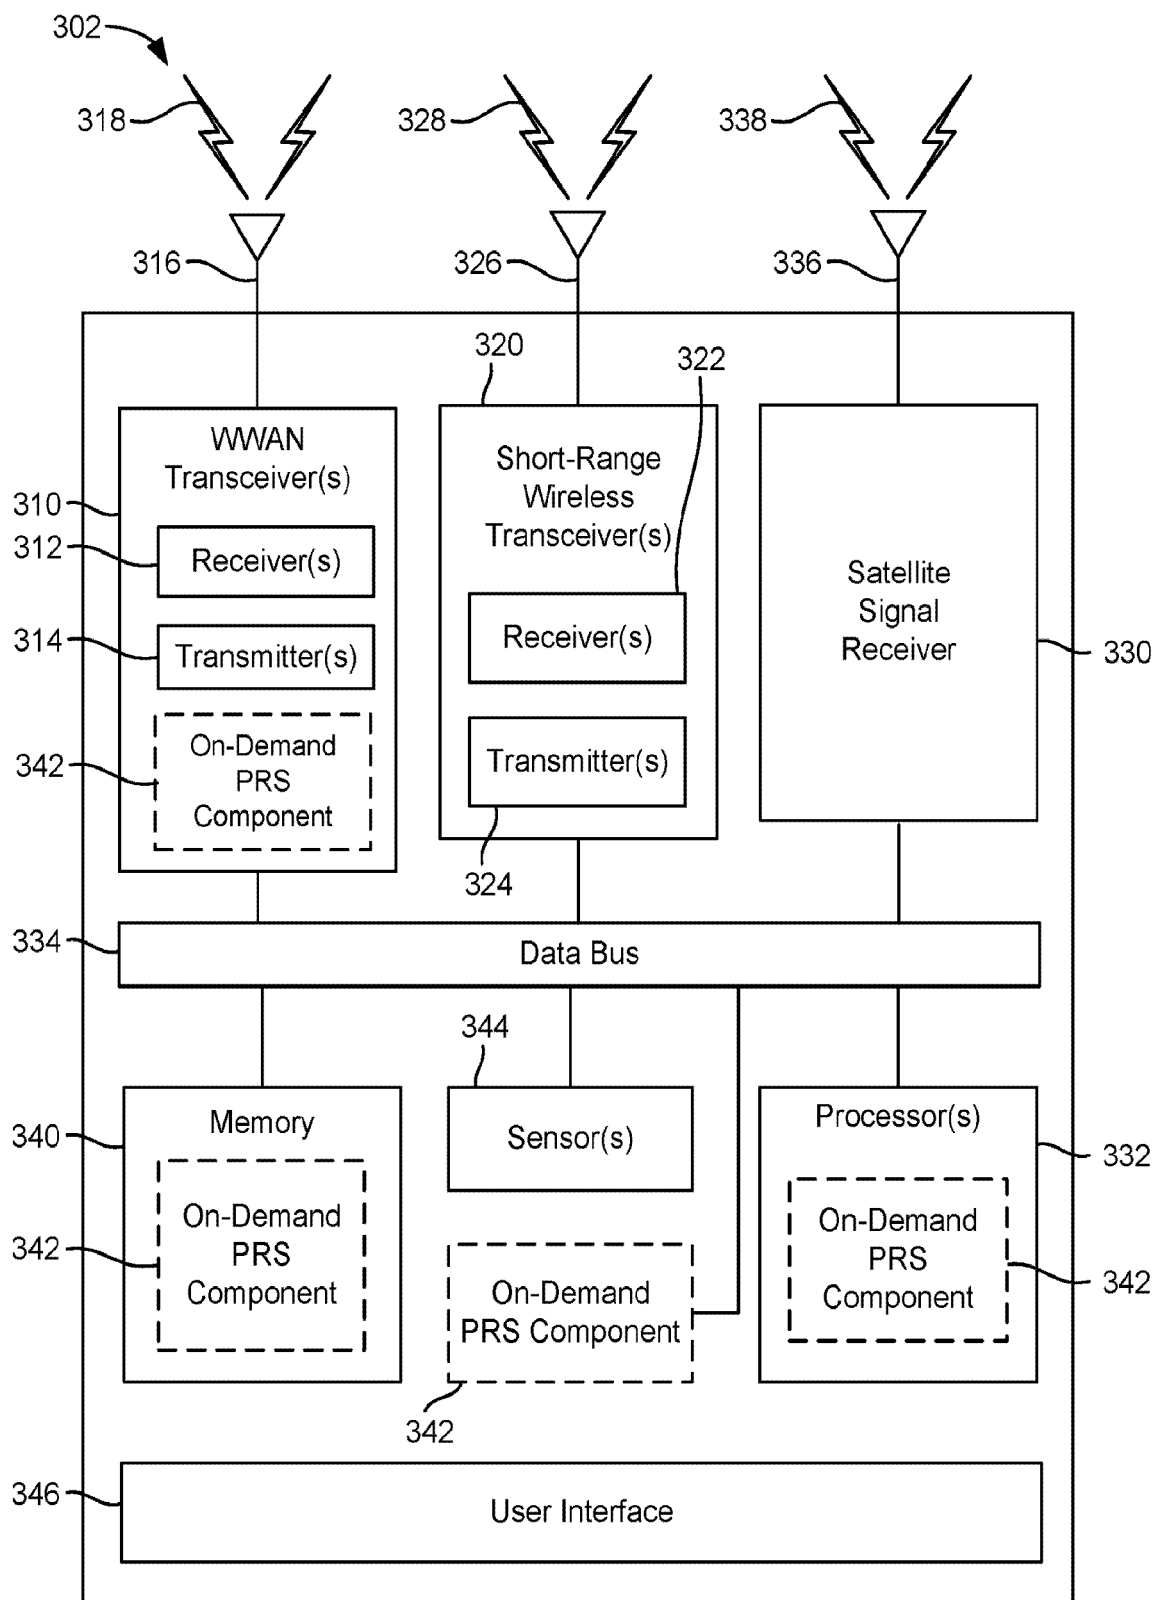 302
318
328
338
316
326
336
320
322
WWAN
Transceiver(s)
310
312
Receiver(s)
314
Transmitter(s)
342
On-Demand
PRS
Component
Short-Range
Wireless
Transceiver(s)
Receiver(s)
Transmitter(s)
324
Satellite
Signal
Receiver
330
334
Data Bus
344
Memory
340
On-Demand
PRS
Component
342
Sensor(s)
On-Demand
PRS Component
342
Processor(s)
332
On-Demand
PRS
Component
342
346
User Interface